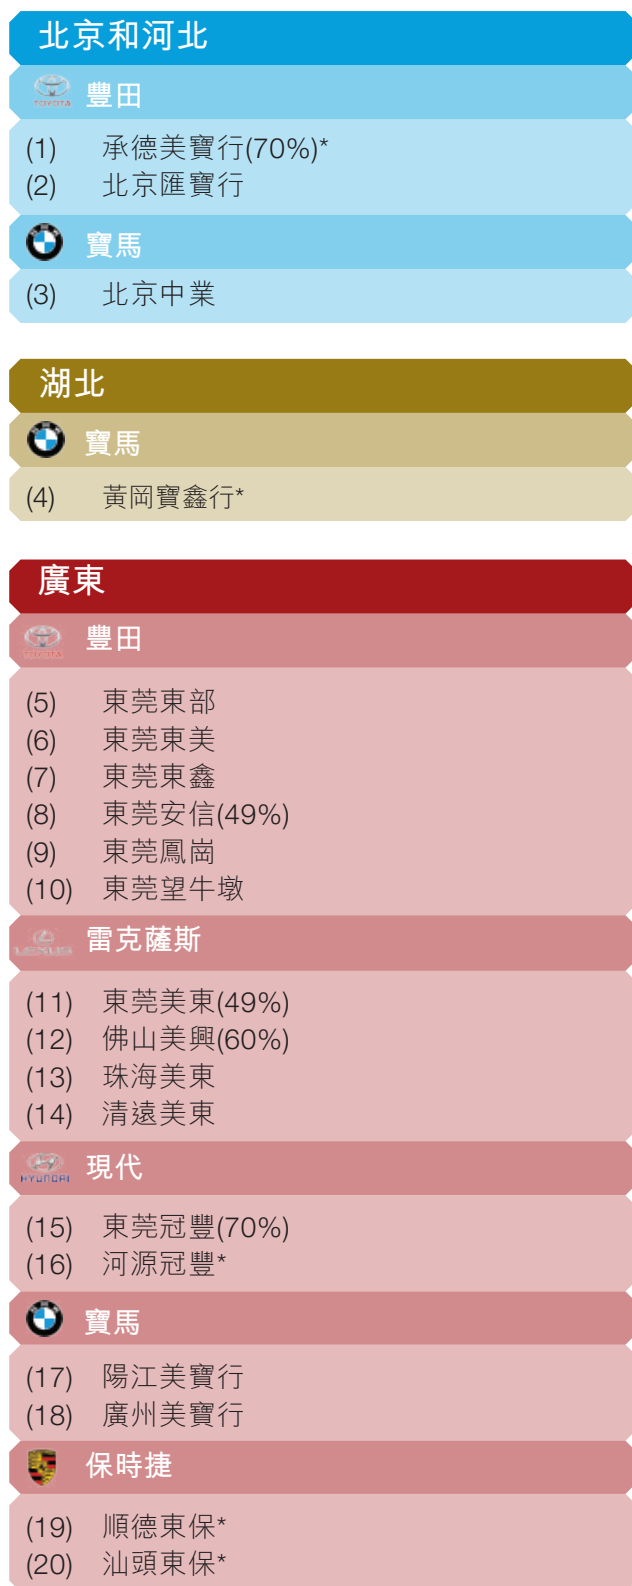 北京和河北
TOYOTA 豐田
(1) 承德美寶行(70%)*
(2) 北京匯寶行
寶馬
(3) 北京中業
湖北
寶馬
(4) 黃岡寶鑫行*
廣東
TOYOTA 豐田
(5) 東莞東部
(6) 東莞東美
(7) 東莞東鑫
(8) 東莞安信(49%)
(9) 東莞鳳崗
(10) 東莞望牛墩
LEXUS 雷克薩斯
(11) 東莞美東(49%)
(12) 佛山美興(60%)
(13) 珠海美東
(14) 清遠美東
HYUNDAI 現代
(15) 東莞冠豐(70%)
(16) 河源冠豐*
寶馬
(17) 陽江美寶行
(18) 廣州美寶行
保時捷
(19) 順德東保*
(20) 汕頭東保*